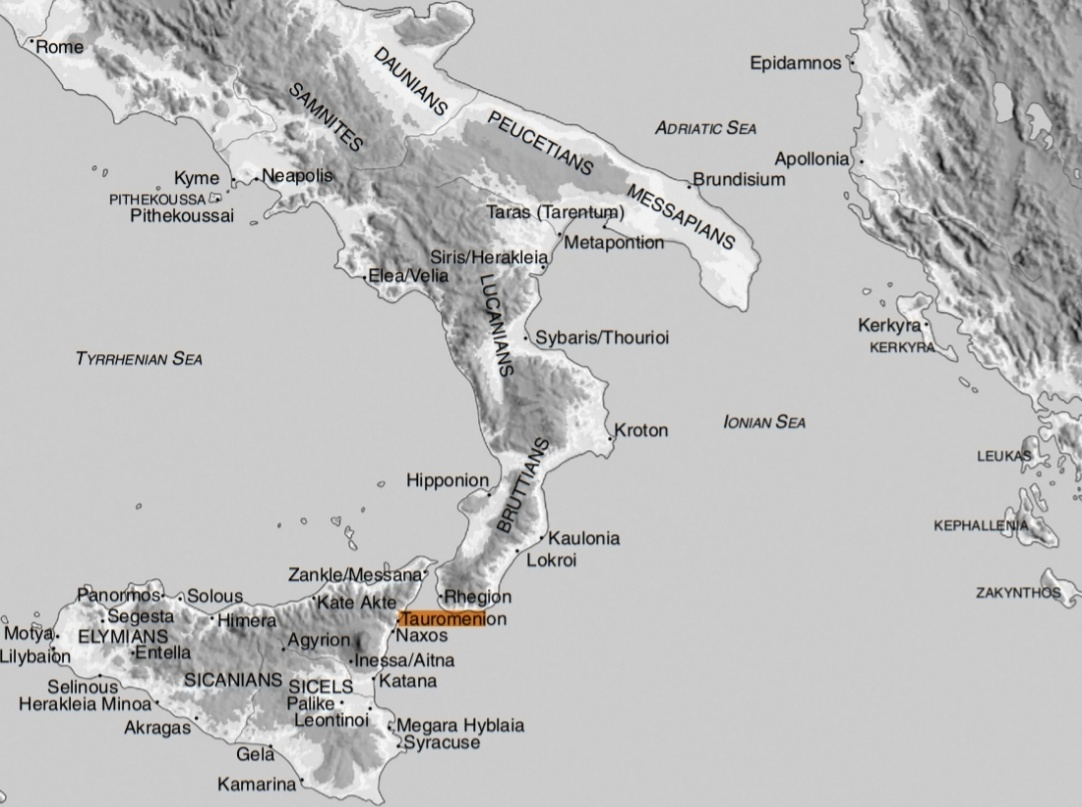 Rome
DAUNIANS
SAMNITES
PEUCETIANS
ADRIATIC SEA
Epidamnos
Apollonia
Kyme
Neapolis
PITHEKOUSSA
Pithekoussai
Brundisium
MESSAPIANS
Taras (Tarentum)
Metapontion
Siris/Herakleia
Elea/Velia
LUCANIANS
Sybaris/Thourioi
Kerkyra
KERKYRA
TYRRHENIAN SEA
IONIAN SEA
Kroton
LEUKAS
BRUTTIANS
Hipponion
KEPHALLENIA
Kaulonia
Lokroi
Zankle/Messana
ZAKYNTHOS
Panormos
Solous
Kate Akte
Rhegion
Segesta
Himera
Tauromenion
Motya
ELYMIANS
Agyrion
Naxos
Lilybaion
Entella
Inessa/Aitna
SICANIANS
SICELS
Katana
Selinous
Herakleia Minoa
Palike
Leontinoi
Akragas
Megara Hyblaia
Syracuse
Gela
Kamarina